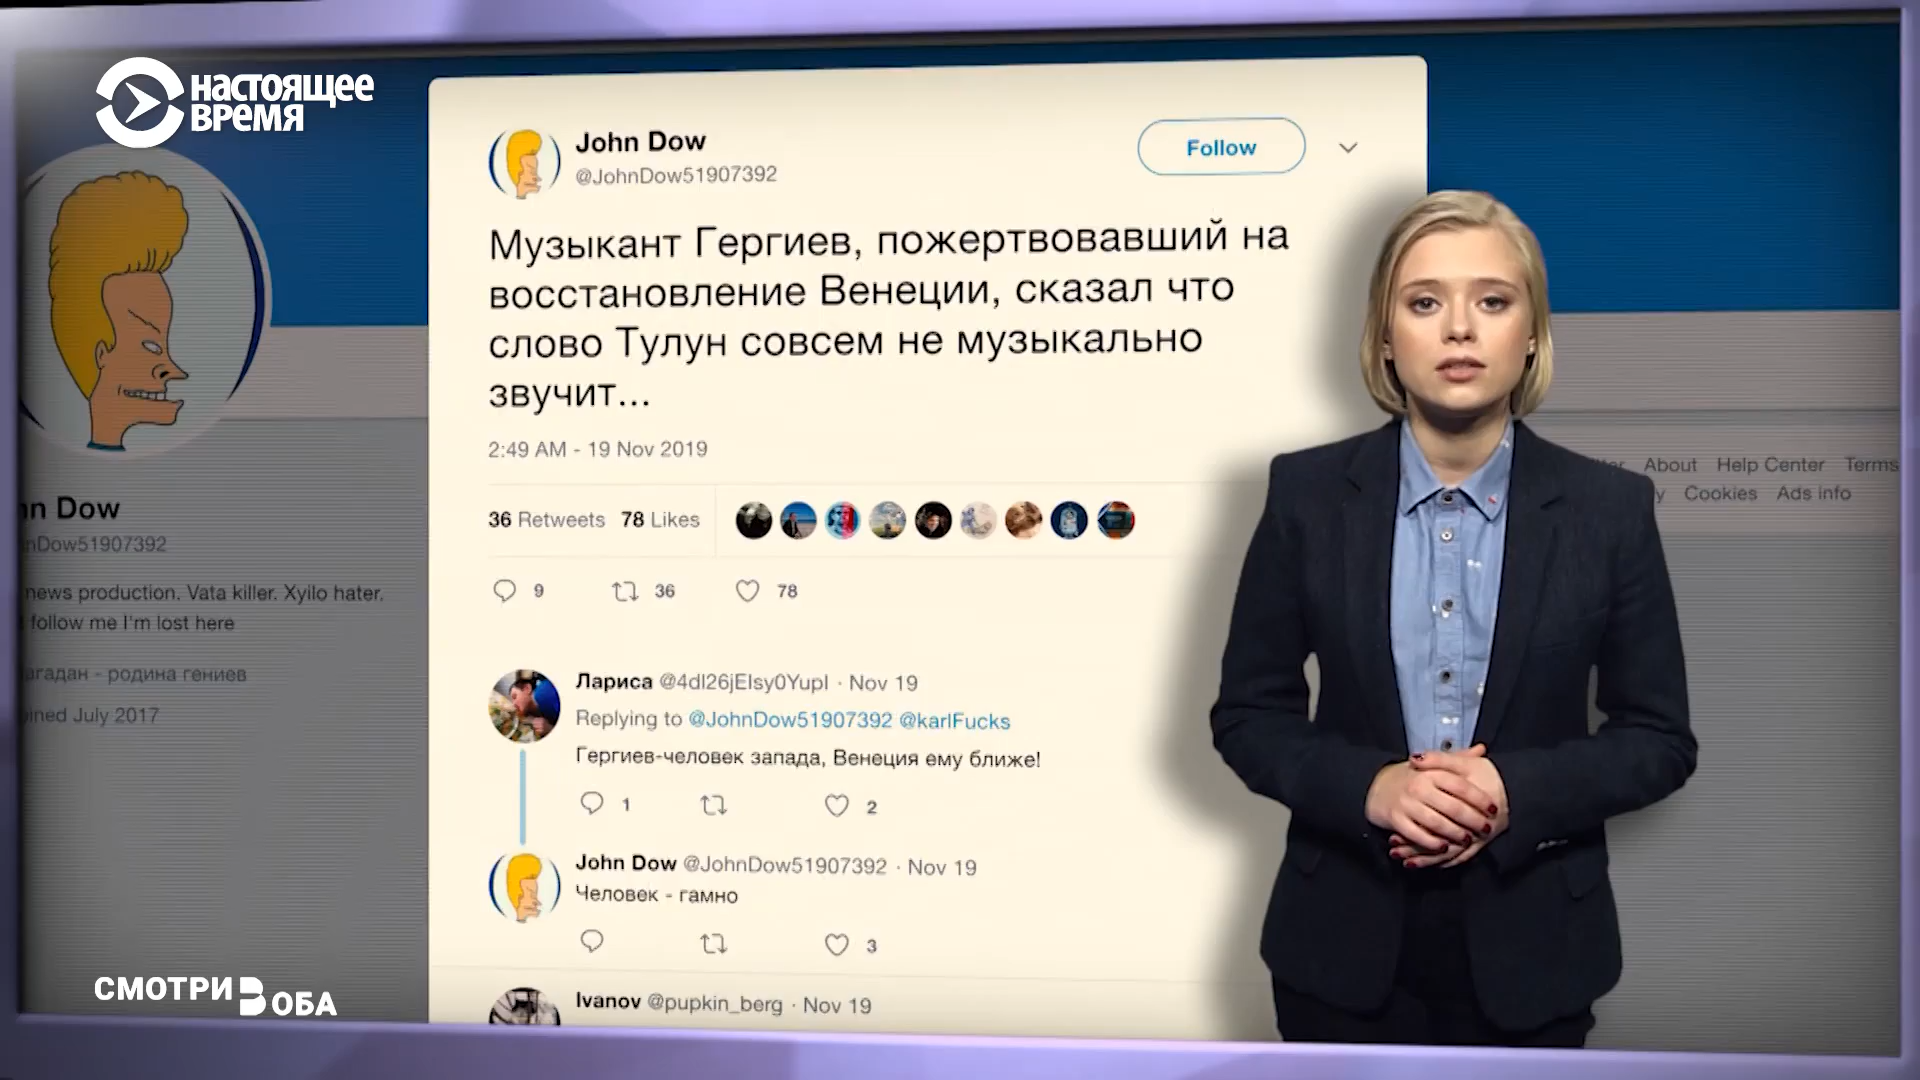 НАСТОЯЩЕЕ
ВРЕМЯ
John Dow
@JohnDow51907392
Follow
Музыкант Гергиев, пожертвовавший на
восстановление Венеции, сказал что
слово Тулун совсем не музыкально
звучит...
2:49 AM - 19 Nov 2019
36 Retweets 78 Likes
9 36 78
Лариса @4dl26jElsy0Yupl · Nov 19
Replying to @JohnDow51907392 @karlFucks
Гергиев-человек запада, Венеция ему ближе!
1 2
John Dow @JohnDow51907392 · Nov 19
Человек - гамно
3
Ivanov @pupkin_berg · Nov 19
hn Dow
nDow51907392
news production. Vata killer. Xyilo hater.
follow me I'm lost here
агадан - родина гениев
ined July 2017
About Help Center Terms
y Cookies Ads info
СМОТРИ В ОБА